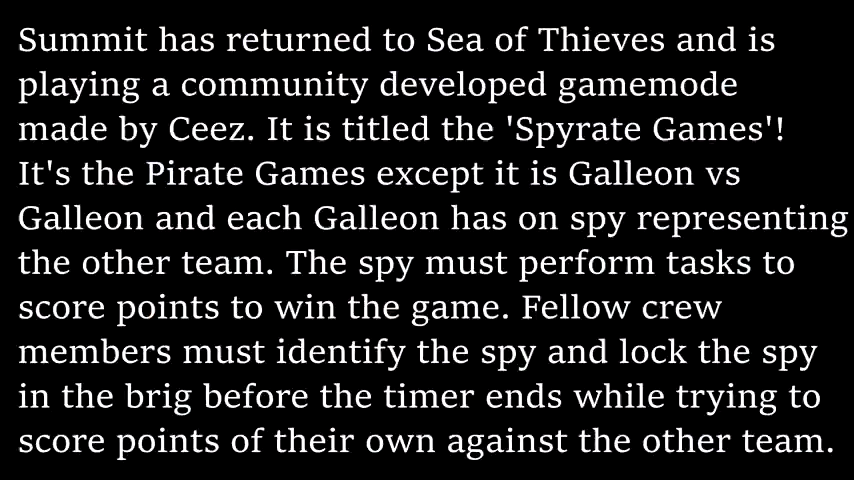 Summit has returned to Sea of Thieves and is
playing a community developed gamemode
made by Ceez. It is titled the 'Spyrate Games'!
It's the Pirate Games except it is Galleon vs
Galleon and each Galleon has on spy representing
the other team. The spy must perform tasks to
score points to win the game. Fellow crew
members must identify the spy and lock the spy
in the brig before the timer ends while trying to
score points of their own against the other team.